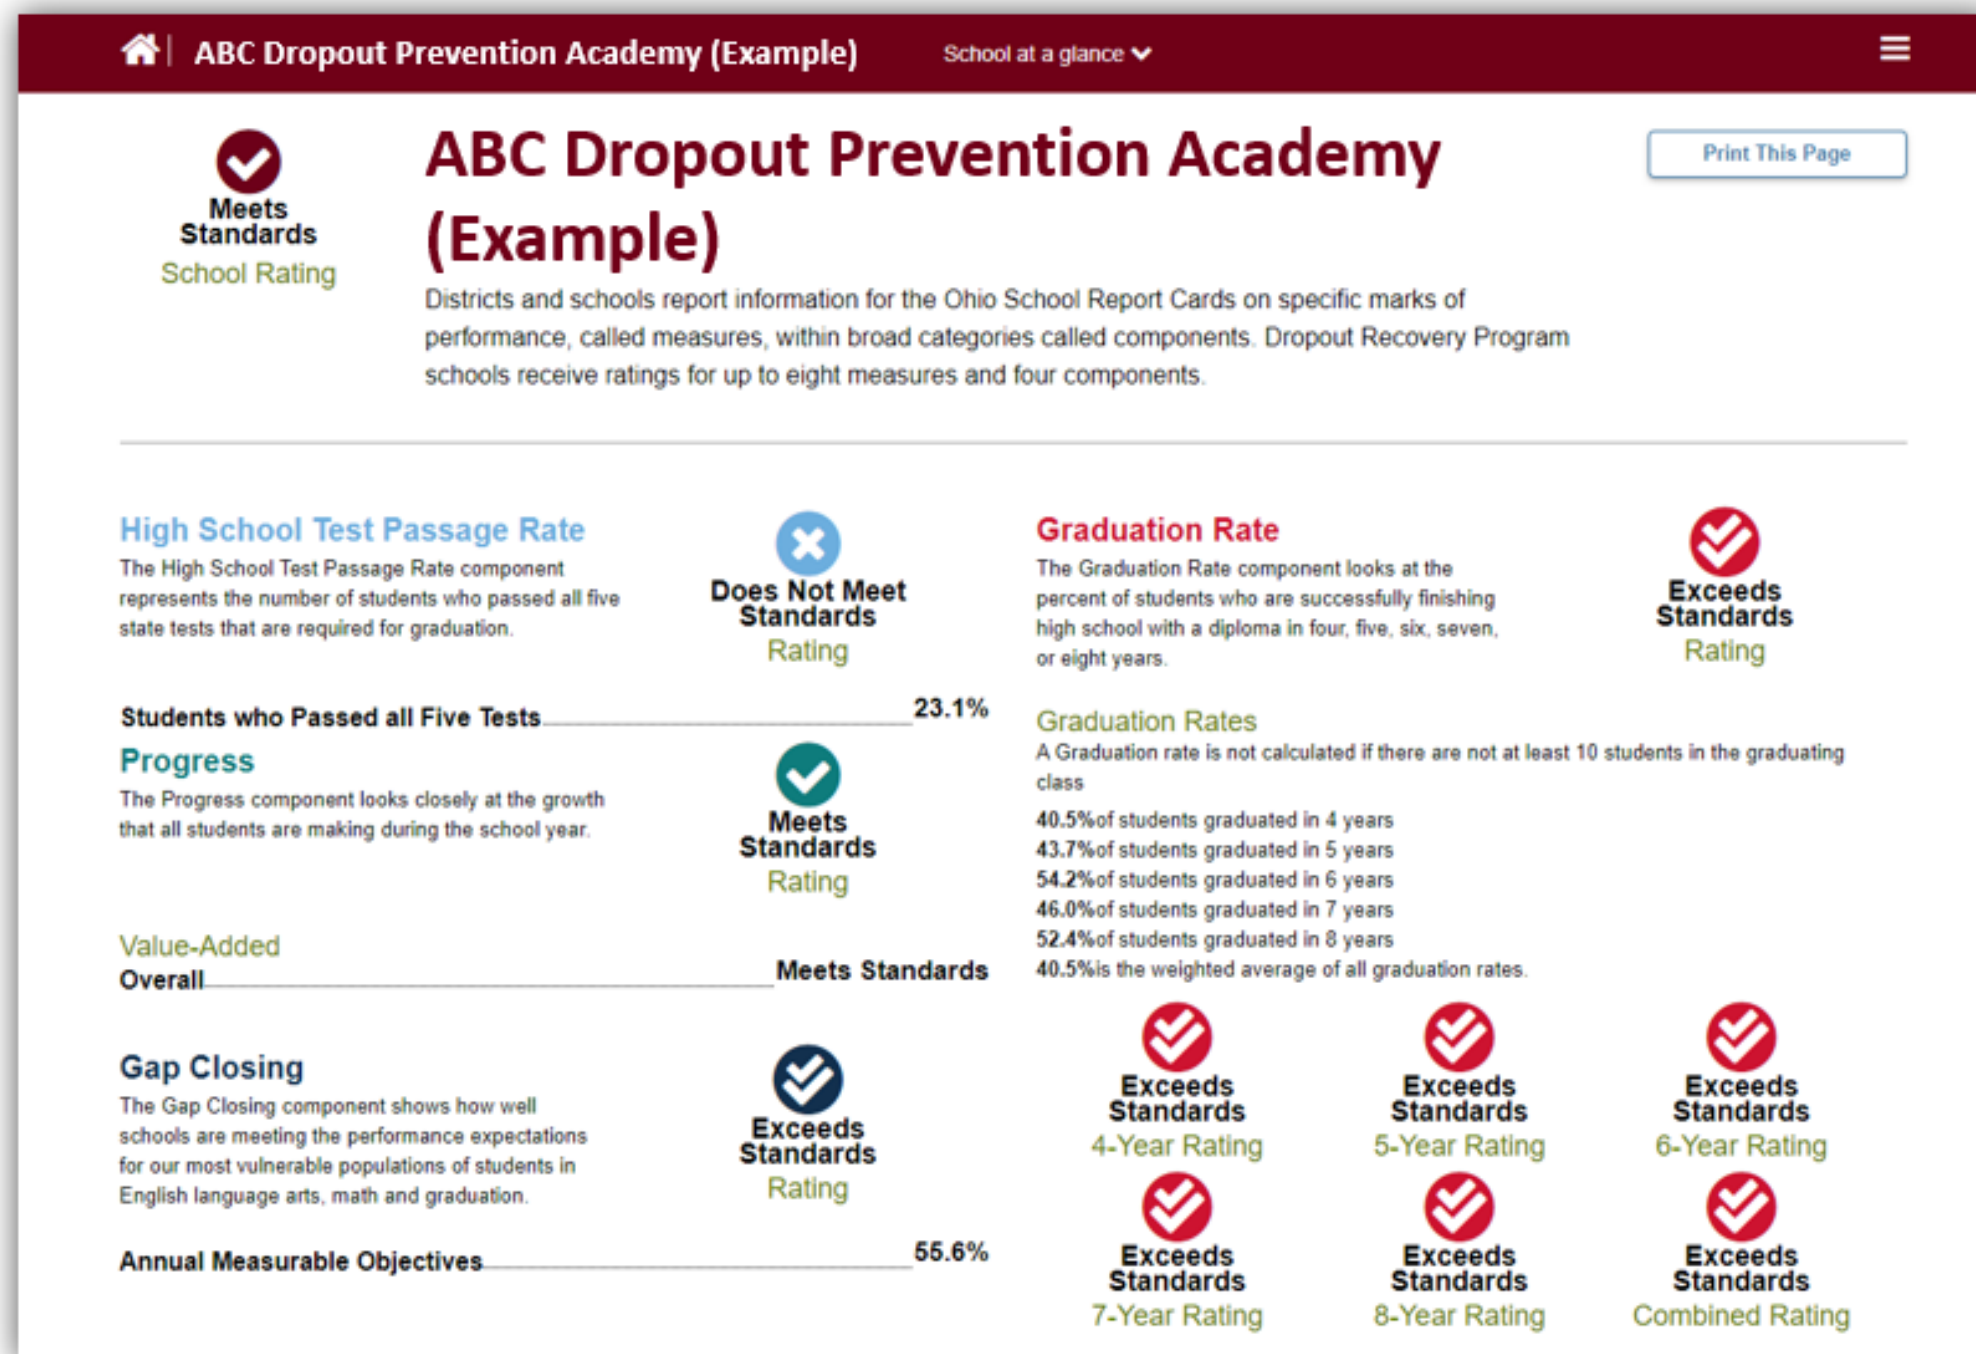 ABC Dropout Prevention Academy (Example)
School at a glance
Meets
Standards
School Rating
ABC Dropout Prevention Academy
(Example)
Print This Page
Districts and schools report information for the Ohio School Report Cards on specific marks of
performance, called measures, within broad categories called components. Dropout Recovery Program
schools receive ratings for up to eight measures and four components.
High School Test Passage Rate
The High School Test Passage Rate component
represents the number of students who passed all five
state tests that are required for graduation.
Does Not Meet
Standards
Rating
Students who Passed all Five Tests 23.1%
Progress
The Progress component looks closely at the growth
that all students are making during the school year.
Meets
Standards
Rating
Value-Added
Overall Meets Standards
Gap Closing
The Gap Closing component shows how well
schools are meeting the performance expectations
for our most vulnerable populations of students in
English language arts, math and graduation.
Exceeds
Standards
Rating
Annual Measurable Objectives 55.6%
Graduation Rate
The Graduation Rate component looks at the
percent of students who are successfully finishing
high school with a diploma in four, five, six, seven,
or eight years.
Exceeds
Standards
Rating
Graduation Rates
A Graduation rate is not calculated if there are not at least 10 students in the graduating
class
40.5%of students graduated in 4 years
43.7%of students graduated in 5 years
54.2%of students graduated in 6 years
46.0%of students graduated in 7 years
52.4%of students graduated in 8 years
40.5%is the weighted average of all graduation rates.
Exceeds
Standards
4-Year Rating
Exceeds
Standards
5-Year Rating
Exceeds
Standards
6-Year Rating
Exceeds
Standards
7-Year Rating
Exceeds
Standards
8-Year Rating
Exceeds
Standards
Combined Rating